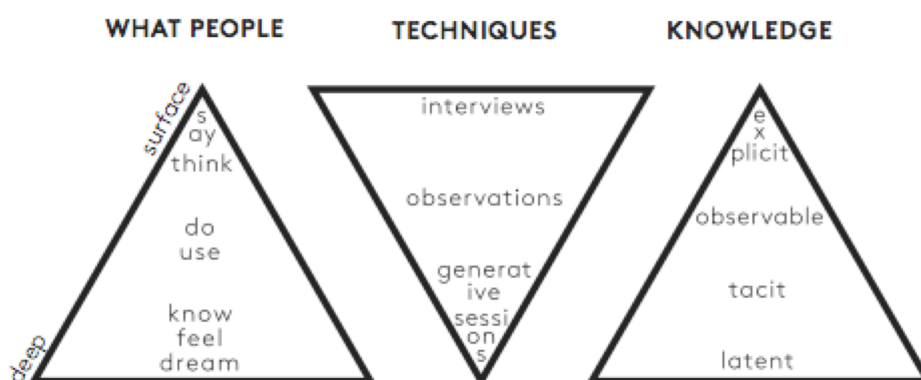 WHAT PEOPLE
TECHNIQUES
KNOWLEDGE
surface
deep
s
ay
think
do
use
know
feel
dream
interviews
observations
generat
ive
sessi
on
s
e
x
plicit
observable
tacit
latent